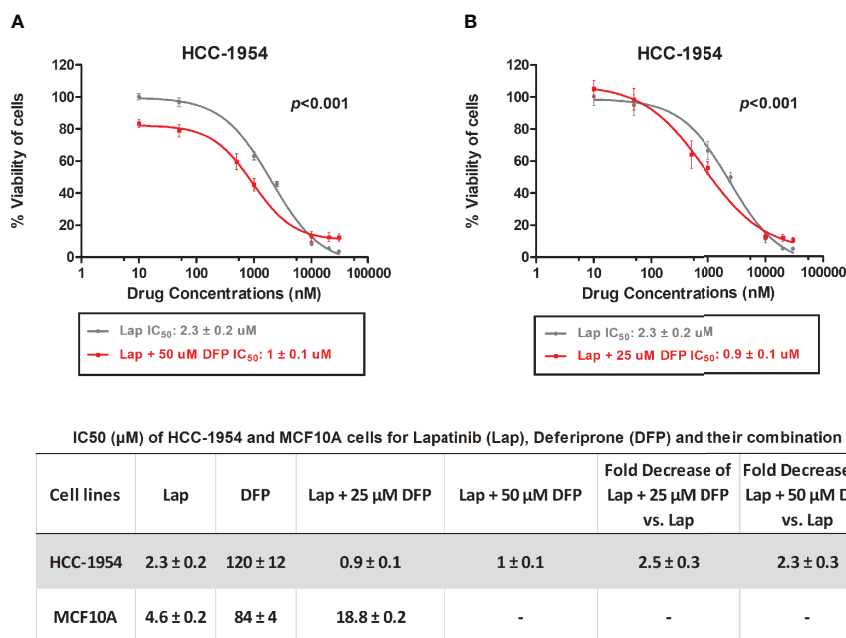 A
HCC-1954
120
100
80
60
40
20
0
% Viability of cells
p<0.001
1 10 100 1000 10000 100000
Drug Concentrations (nM)
Lap IC50: 2.3 ± 0.2 uM
Lap + 50 uM DFP IC50: 1 ± 0.1 uM
B
HCC-1954
120
100
80
60
40
20
0
% Viability of cells
p<0.001
1 10 100 1000 10000 100000
Drug Concentrations (nM)
Lap IC50: 2.3 ± 0.2 uM
Lap + 25 uM DFP IC50: 0.9 ± 0.1 uM
IC50 (µM) of HCC-1954 and MCF10A cells for Lapatinib (Lap), Deferiprone (DFP) and their combination
Cell lines
Lap
DFP
Lap + 25 µM DFP
Lap + 50 µM DFP
Fold Decrease of
Lap + 25 µM DFP
vs. Lap
Fold Decrease
Lap + 50 µM D
vs. Lap
HCC-1954 2.3 ± 0.2 120 ± 12 0.9 ± 0.1 1 ± 0.1 2.5 ± 0.3 2.3 ± 0.3
MCF10A 4.6 ± 0.2 84 ± 4 18.8 ± 0.2 - - -